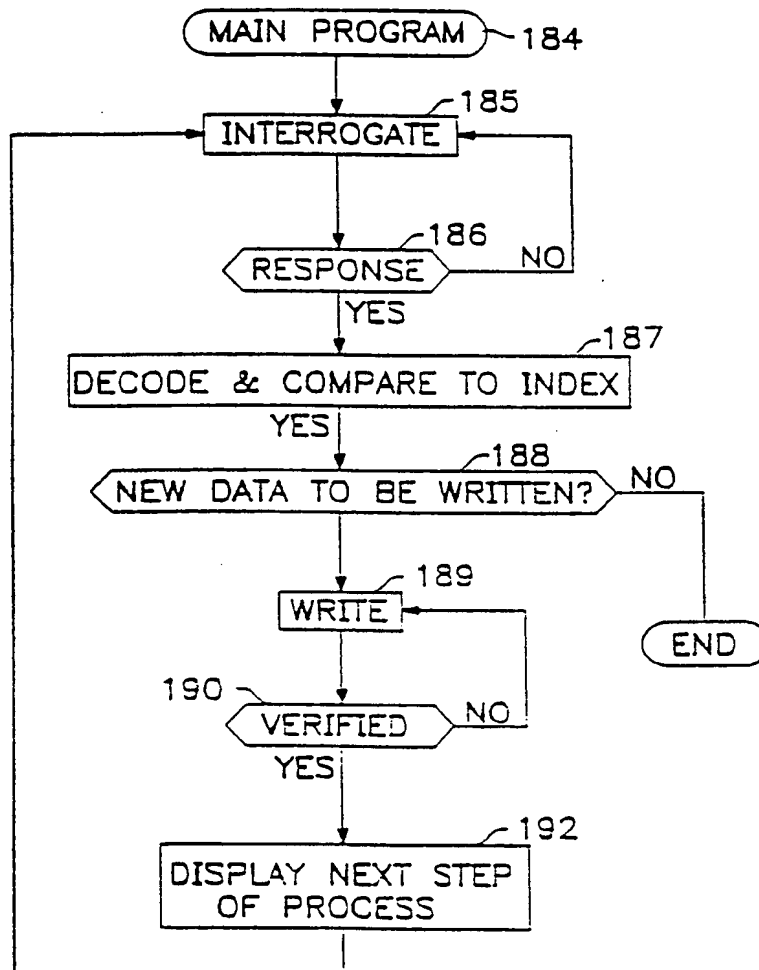 MAIN PROGRAM 184
185
INTERROGATE
186
RESPONSE NO
YES
187
DECODE & COMPARE TO INDEX
YES
188
NEW DATA TO BE WRITTEN? NO
189
WRITE
END
190
VERIFIED NO
YES
192
DISPLAY NEXT STEP
OF PROCESS